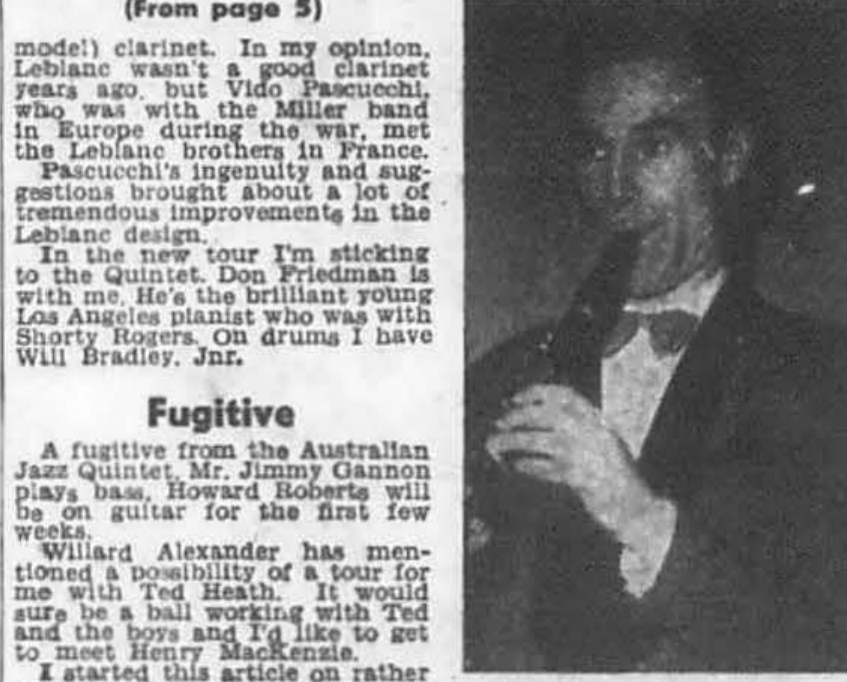 (From page 5)
model) clarinet. In my opinion,
Leblanc wasn't a good clarinet
years ago, but Vido Pascucchi,
who was with the Miller band
in Europe during the war, met
the Leblanc brothers in France.
Pascucchi's ingenuity and sug-
gestions brought about a lot of
tremendous improvements in the
Leblanc design.
In the new tour I'm sticking
to the Quintet. Don Friedman is
with me. He's the brilliant young
Los Angeles pianist who was with
Shorty Rogers. On drums I have
Will Bradley, Jnr.
Fugitive
A fugitive from the Australian
Jazz Quintet, Mr. Jimmy Gannon
plays bass. Howard Roberts will
be on guitar for the first few
weeks.
Willard Alexander has men-
tioned a possibility of a tour for
me with Ted Heath. It would
sure be a ball working with Ted
and the boys and I'd like to get
to meet Henry MacKenzie.
I started this article on rather